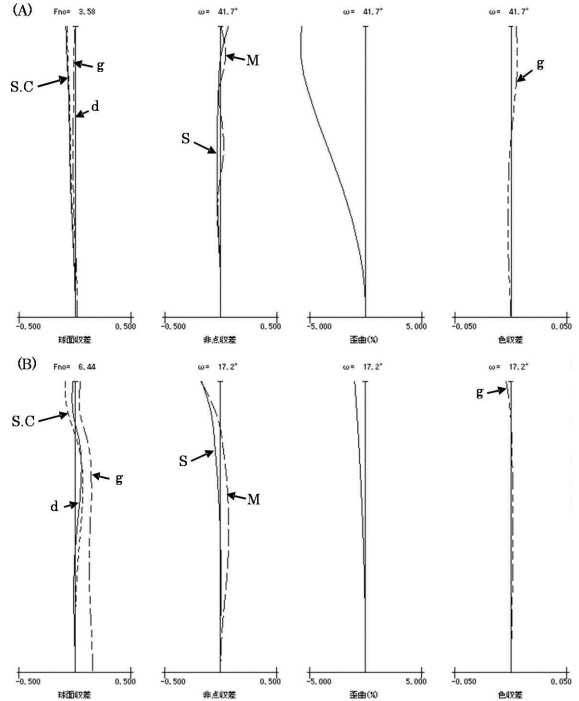 (A)
Fno= 3.58
ω= 41.7°
ω= 41.7°
ω= 41.7°
g
S.C
d
M
S
g
-0.500 0.500
-0.500 0.500
-5.000 5.000
-0.050 0.050
球面収差
非点収差
歪曲(%)
色収差
(B)
Fno= 6.44
ω= 17.2°
ω= 17.2°
ω= 17.2°
S.C
g
d
S
M
g
-0.500 0.500
-0.500 0.500
-5.000 5.000
-0.050 0.050
球面収差
非点収差
歪曲(%)
色収差